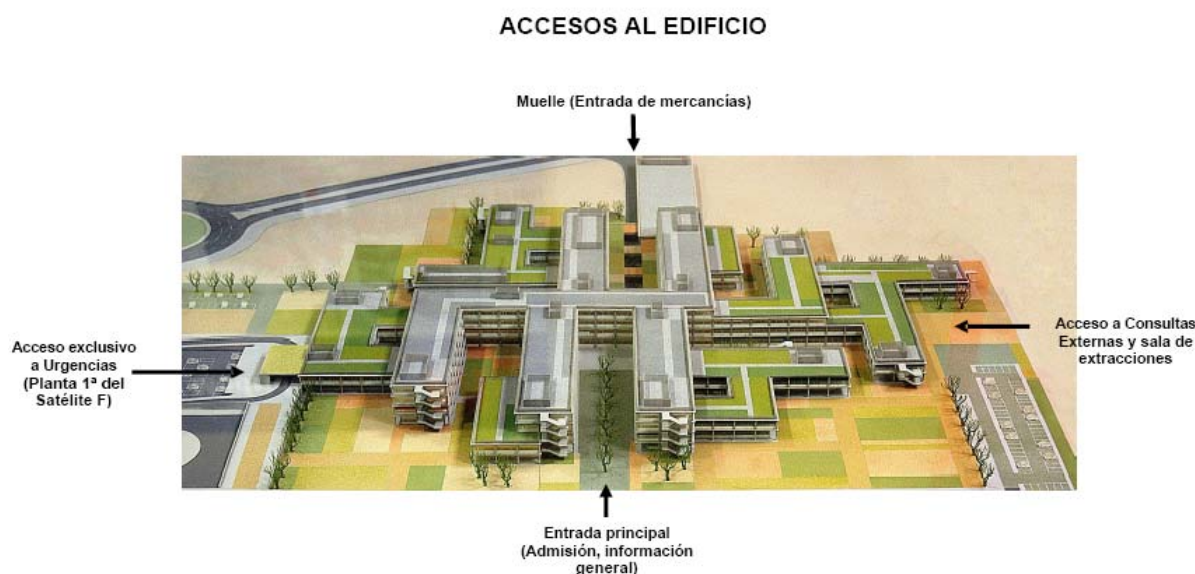 ACCESOS AL EDIFICIO
Muelle (Entrada de mercancías)
Acceso exclusivo
a Urgencias
(Planta 1ª del
Satélite F)
Acceso a Consultas
Externas y sala de
extracciones
Entrada principal
(Admisión, información
general)